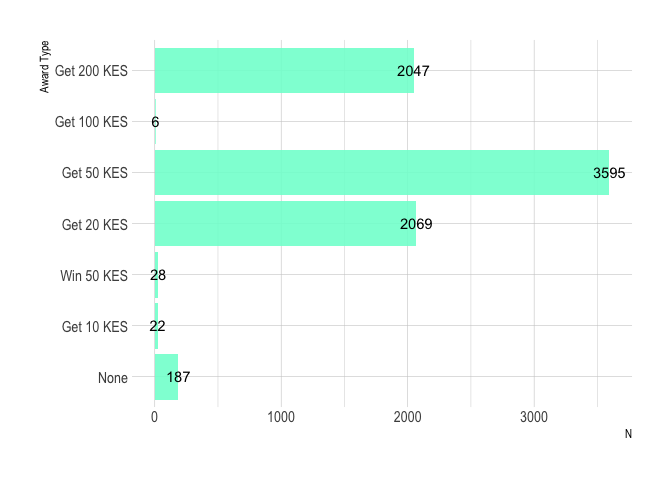 Award Type
Get 200 KES
2047
Get 100 KES
6
Get 50 KES
3595
Get 20 KES
2069
Win 50 KES
28
Get 10 KES
22
None
187
0
1000
2000
3000
N